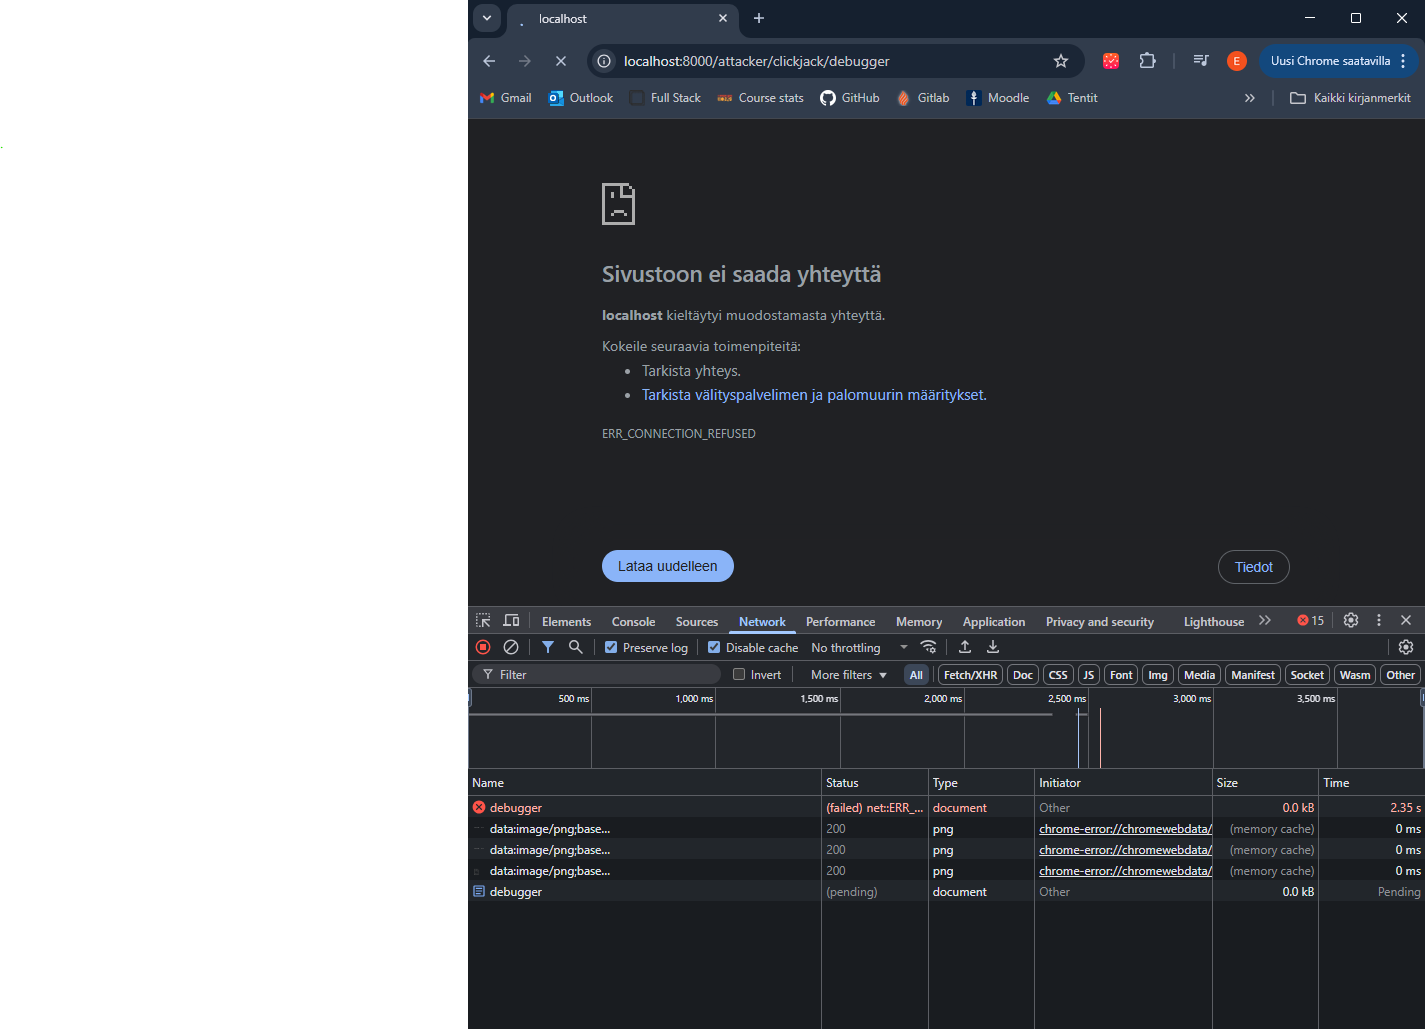 localhost
localhost:8000/attacker/clickjack/debugger
E
Uusi Chrome saatavilla
Gmail
Outlook
Full Stack
Course stats
GitHub
Gitlab
Moodle
Tentit
Kaikki kirjanmerkit
Sivustoon ei saada yhteyttä
localhost kieltäytyi muodostamasta yhteyttä.
Kokeile seuraavia toimenpiteitä:
• Tarkista yhteys.
• Tarkista välityspalvelimen ja palomuurin määritykset.
ERR_CONNECTION_REFUSED
Lataa uudelleen
Tiedot
Elements Console Sources Network Performance Memory Application Privacy and security Lighthouse 15
Preserve log Disable cache No throttling
Filter Invert More filters All Fetch/XHR Doc CSS JS Font Img Media Manifest Socket Wasm Other
500 ms 1,000 ms 1,500 ms 2,000 ms 2,500 ms 3,000 ms 3,500 ms
Name Status Type Initiator Size Time
debugger (failed) net::ERR_... document Other 0.0 kB 2.35 s
data:image/png;base... 200 png chrome-error://chromewebdata/ (memory cache) 0 ms
data:image/png;base... 200 png chrome-error://chromewebdata/ (memory cache) 0 ms
data:image/png;base... 200 png chrome-error://chromewebdata/ (memory cache) 0 ms
debugger (pending) document Other 0.0 kB Pending